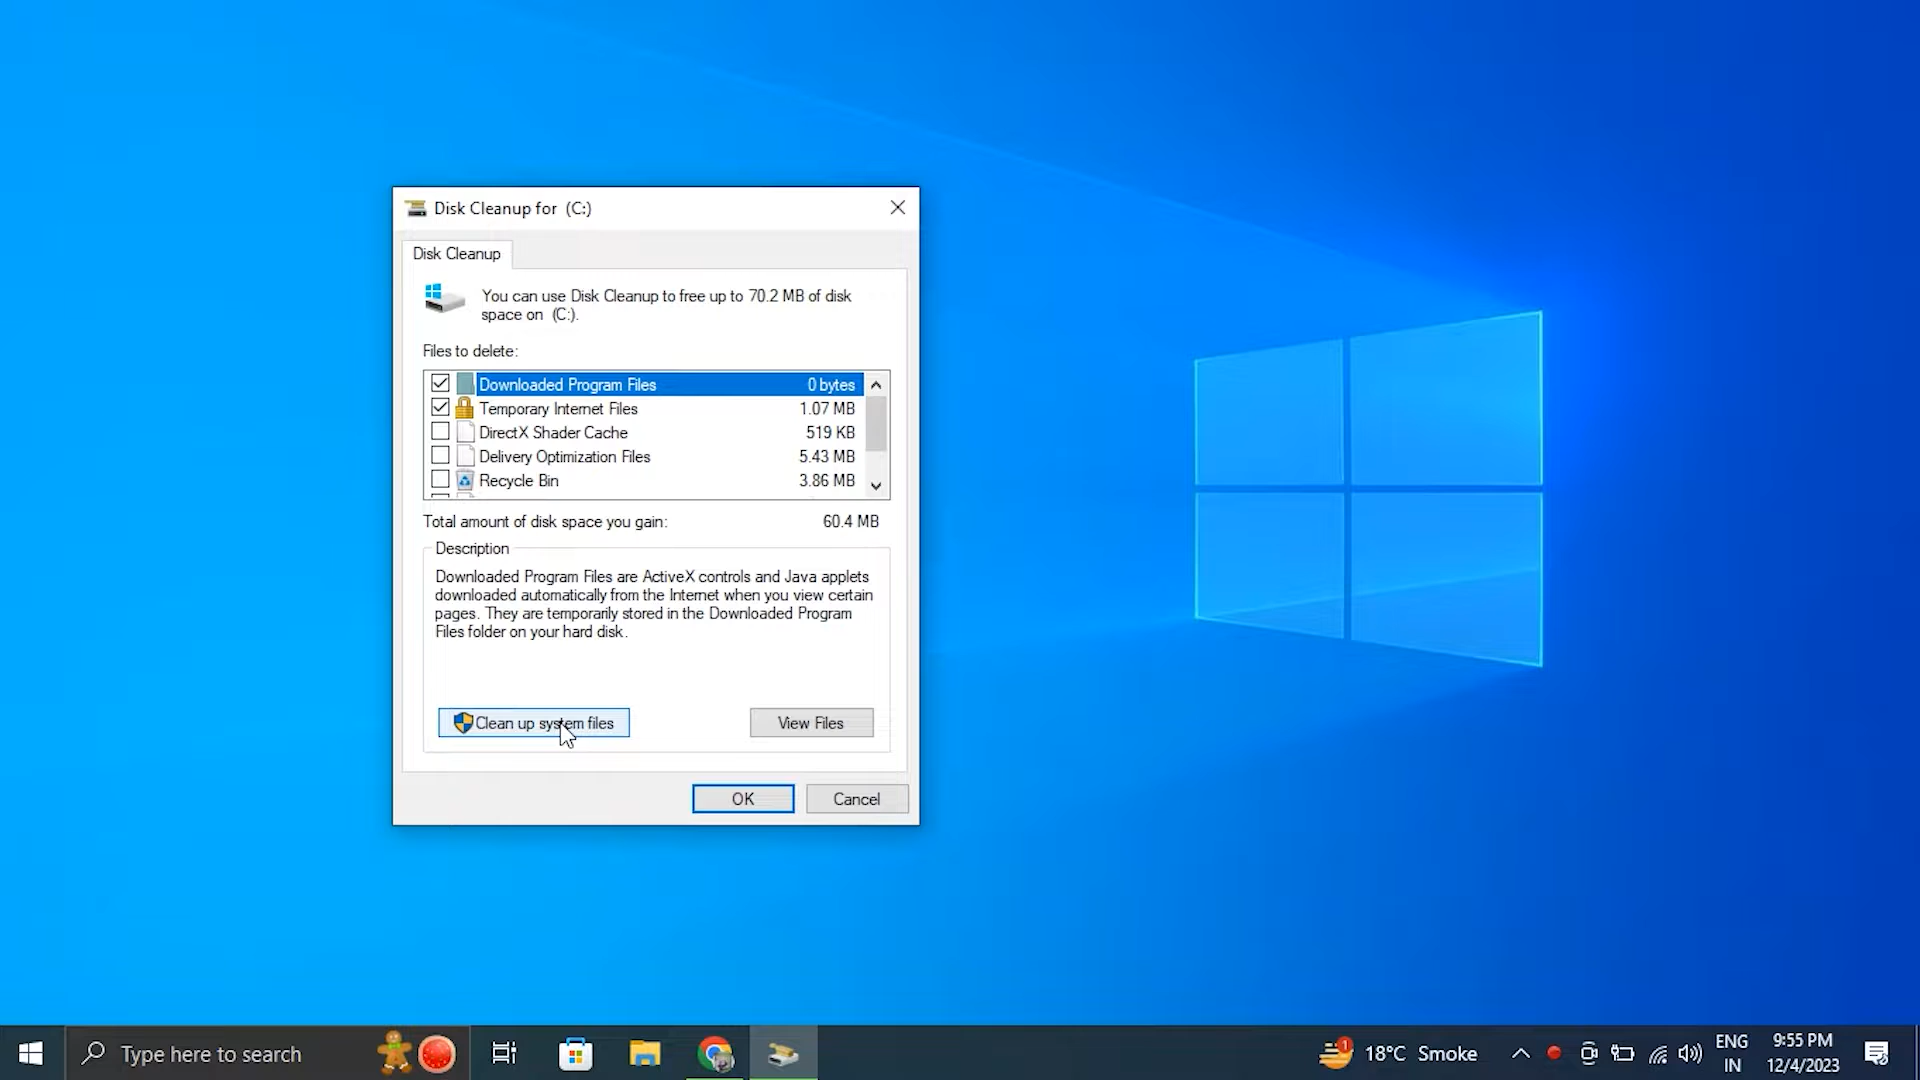 Disk Cleanup for (C:)
Disk Cleanup
You can use Disk Cleanup to free up to 70.2 MB of disk
space on (C:).
Files to delete:
Downloaded Program Files 0 bytes
Temporary Internet Files 1.07 MB
DirectX Shader Cache 519 KB
Delivery Optimization Files 5.43 MB
Recycle Bin 3.86 MB
Total amount of disk space you gain: 60.4 MB
Description
Downloaded Program Files are ActiveX controls and Java applets
downloaded automatically from the Internet when you view certain
pages. They are temporarily stored in the Downloaded Program
Files folder on your hard disk.
Clean up system files View Files
OK Cancel
Type here to search
1 18°C Smoke
ENG
IN
9:55 PM
12/4/2023